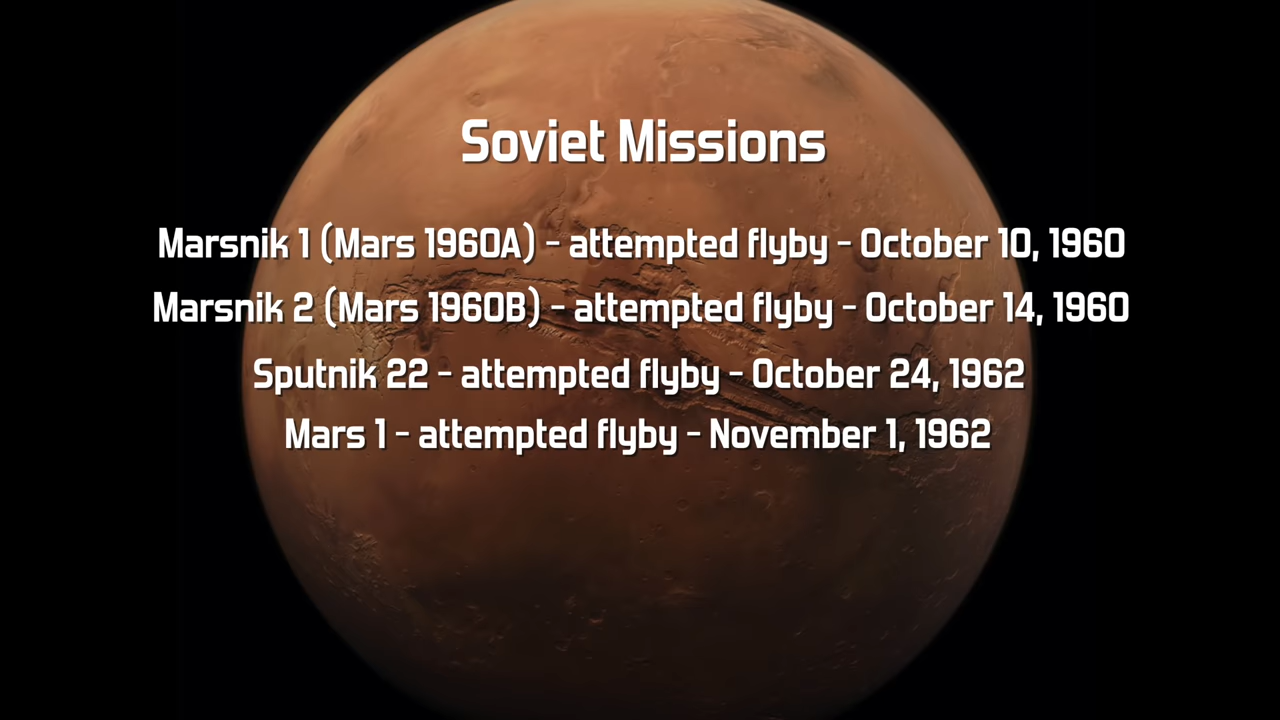 Soviet Missions
Marsnik 1 (Mars 1960A) - attempted flyby - October 10, 1960
Marsnik 2 (Mars 1960B) - attempted flyby - October 14, 1960
Sputnik 22 - attempted flyby - October 24, 1962
Mars 1 - attempted flyby - November 1, 1962